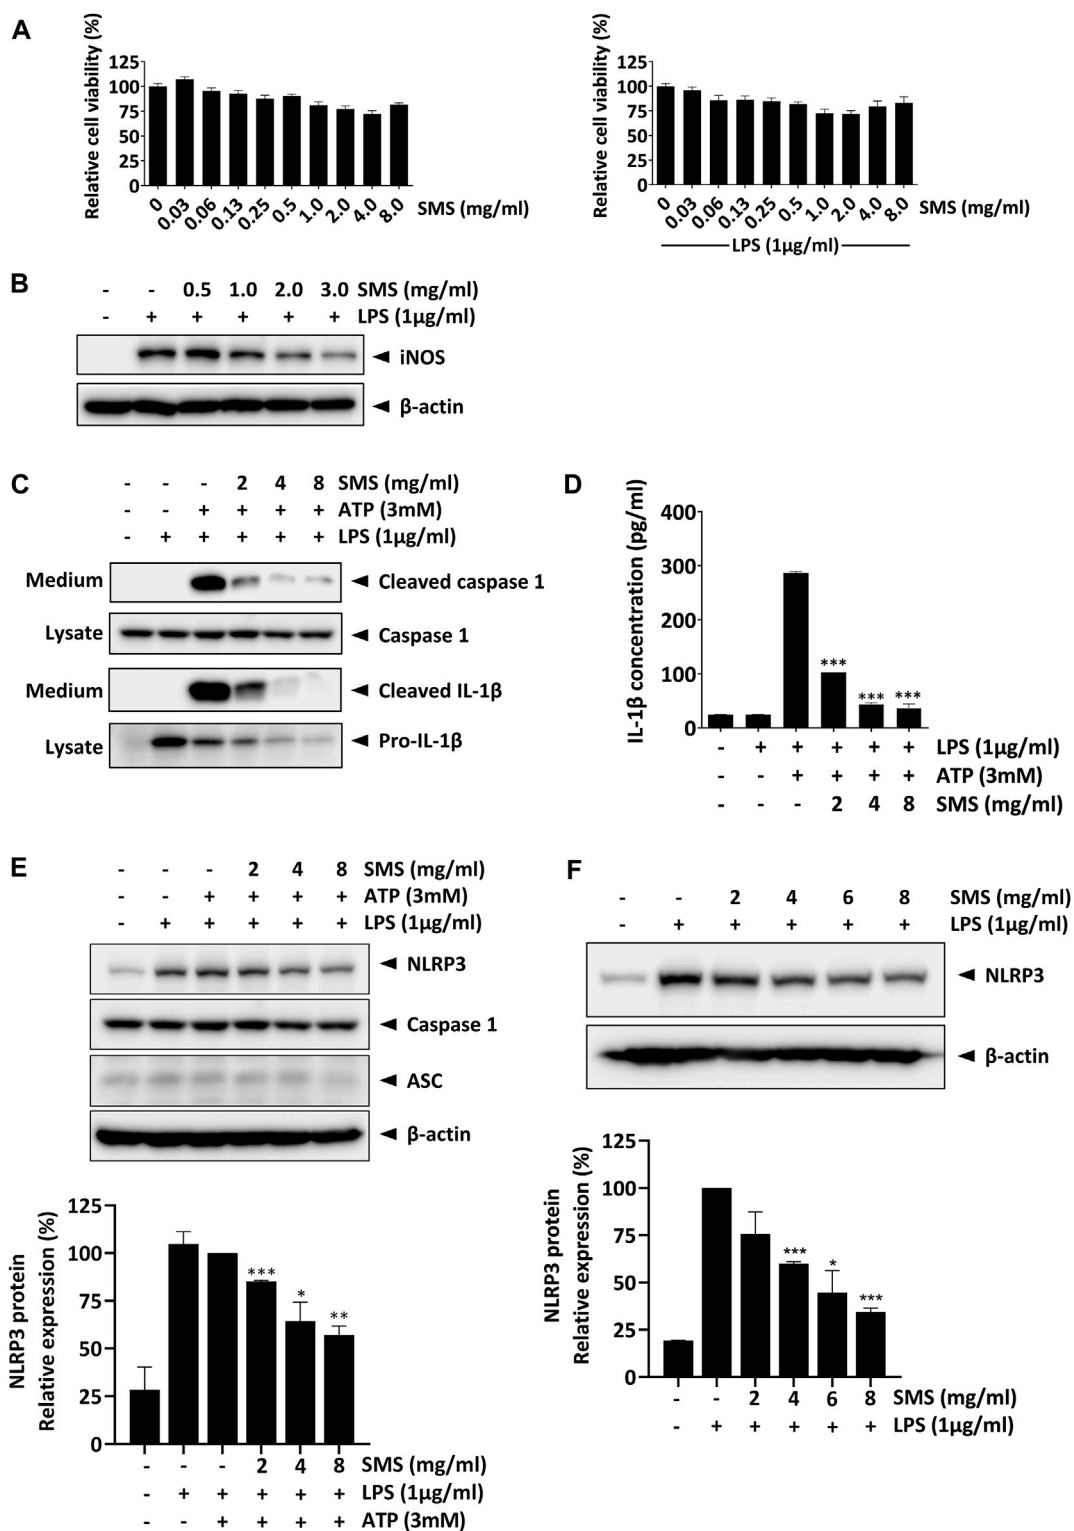 A
Relative cell viability (%)
125
100
75
50
25
0
0 0.03 0.06 0.13 0.25 0.5 1.0 2.0 4.0 8.0 SMS (mg/ml)
Relative cell viability (%)
125
100
75
50
25
0
0 0.03 0.06 0.13 0.25 0.5 1.0 2.0 4.0 8.0 SMS (mg/ml)
LPS (1μg/ml)
B
- - 0.5 1.0 2.0 3.0 SMS (mg/ml)
- + + + + + LPS (1μg/ml)
iNOS
β-actin
C
- - - 2 4 8 SMS (mg/ml)
- - + + + + ATP (3mM)
- + + + + + LPS (1μg/ml)
Medium Cleaved caspase 1
Lysate Caspase 1
Medium Cleaved IL-1β
Lysate Pro-IL-1β
D
IL-1β concentration (pg/ml)
400
300
200
100
0
*** *** ***
- + + + + + LPS (1μg/ml)
- - + + + + ATP (3mM)
- - - 2 4 8 SMS (mg/ml)
E
- - - 2 4 8 SMS (mg/ml)
- - + + + + ATP (3mM)
- + + + + + LPS (1μg/ml)
NLRP3
Caspase 1
ASC
β-actin
NLRP3 protein
Relative expression (%)
125
100
75
50
25
0
*** * **
- - - 2 4 8 SMS (mg/ml)
- + + + + + LPS (1μg/ml)
- - + + + + ATP (3mM)
F
- - 2 4 6 8 SMS (mg/ml)
- + + + + + LPS (1μg/ml)
NLRP3
β-actin
NLRP3 protein
Relative expression (%)
125
100
75
50
25
0
*** * ***
- - 2 4 6 8 SMS (mg/ml)
- + + + + + LPS (1μg/ml)